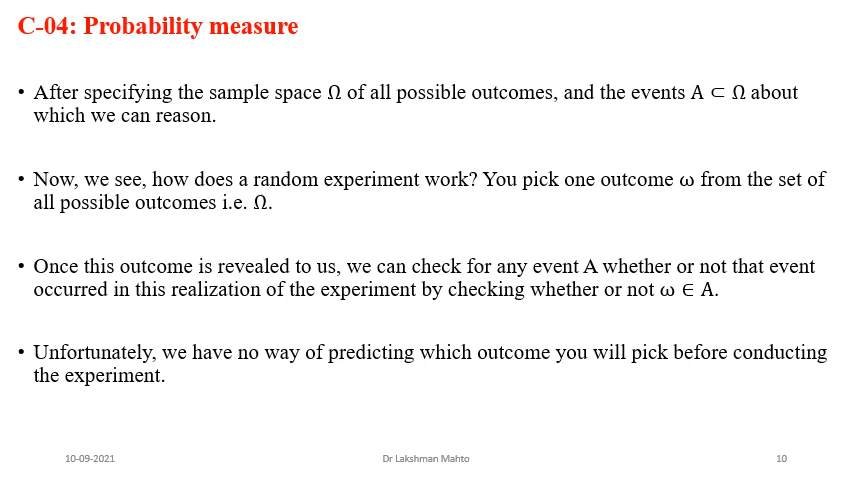 C-04: Probability measure
• After specifying the sample space Ω of all possible outcomes, and the events A ⊂ Ω about
which we can reason.
• Now, we see, how does a random experiment work? You pick one outcome ω from the set of
all possible outcomes i.e. Ω.
• Once this outcome is revealed to us, we can check for any event A whether or not that event
occurred in this realization of the experiment by checking whether or not ω ∈ A.
• Unfortunately, we have no way of predicting which outcome you will pick before conducting
the experiment.
10-09-2021 Dr Lakshman Mahto 10